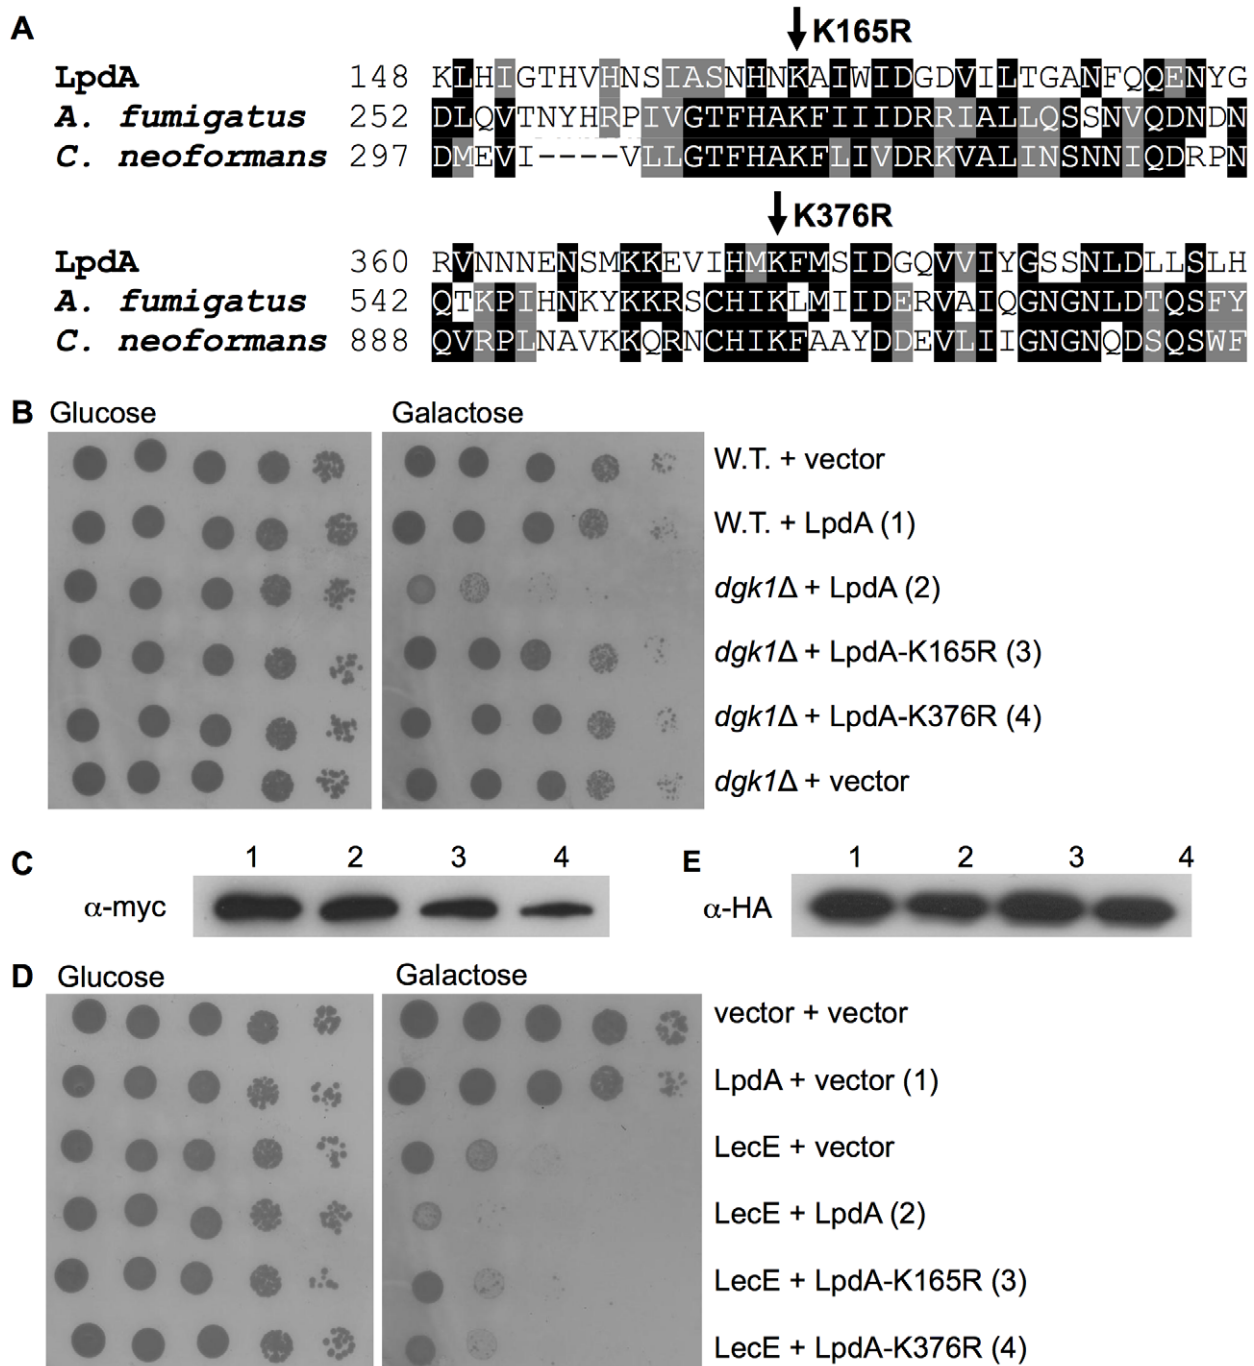 A
K165R
LpdA 148 KLHIGTHVHNSIASNHNKAIWIDGDVILTGANFQQENYG
A. fumigatus 252 DLQVTNYHRPIVGTFHAKFIIIDRRIALLQSSNVQDNDN
C. neoformans 297 DMEVI----VLLGTFHAKFLIVDRKVALINSNNIQDRPN
K376R
LpdA 360 RVNNNENSMKKEVIHMKFMSIDGQVVIYGSSNLDLLSLH
A. fumigatus 542 QTKPIHNKYKKRSCHIKLMIIDERVAIQGNGNLDTQSFY
C. neoformans 888 QVRPLNAVKKQRNCHIKFAAYDDEVLIIGNGNQDSQSWF
B Glucose Galactose
W.T. + vector
W.T. + LpdA (1)
dgk1Δ + LpdA (2)
dgk1Δ + LpdA-K165R (3)
dgk1Δ + LpdA-K376R (4)
dgk1Δ + vector
C 1 2 3 4
α-myc
E 1 2 3 4
α-HA
D Glucose Galactose
vector + vector
LpdA + vector (1)
LecE + vector
LecE + LpdA (2)
LecE + LpdA-K165R (3)
LecE + LpdA-K376R (4)